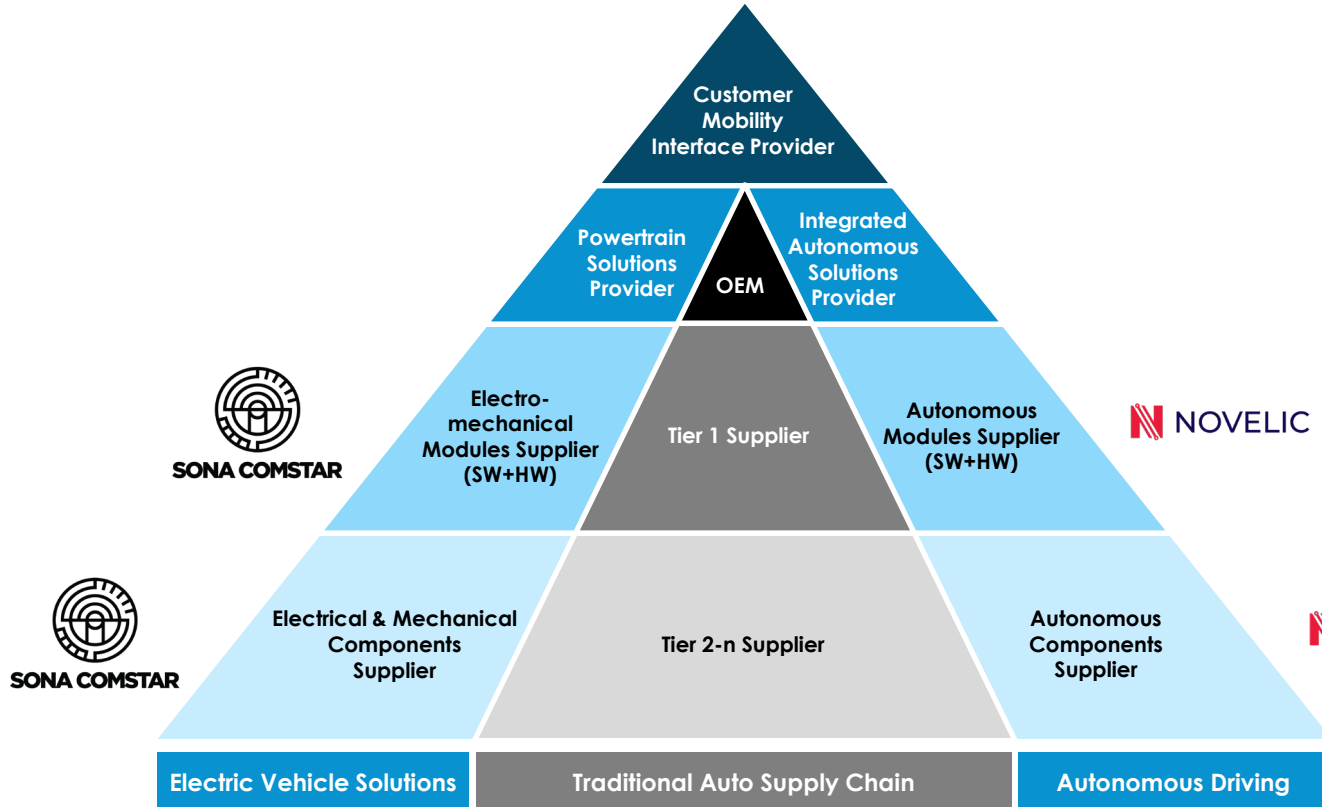 Customer
Mobility
Interface Provider
Powertrain
Solutions
Provider
OEM
Integrated
Autonomous
Solutions
Provider
SONA COMSTAR
Electro-
mechanical
Modules Supplier
(SW+HW)
Tier 1 Supplier
Autonomous
Modules Supplier
(SW+HW)
NOVELIC
SONA COMSTAR
Electrical & Mechanical
Components
Supplier
Tier 2-n Supplier
Autonomous
Components
Supplier
Electric Vehicle Solutions
Traditional Auto Supply Chain
Autonomous Driving